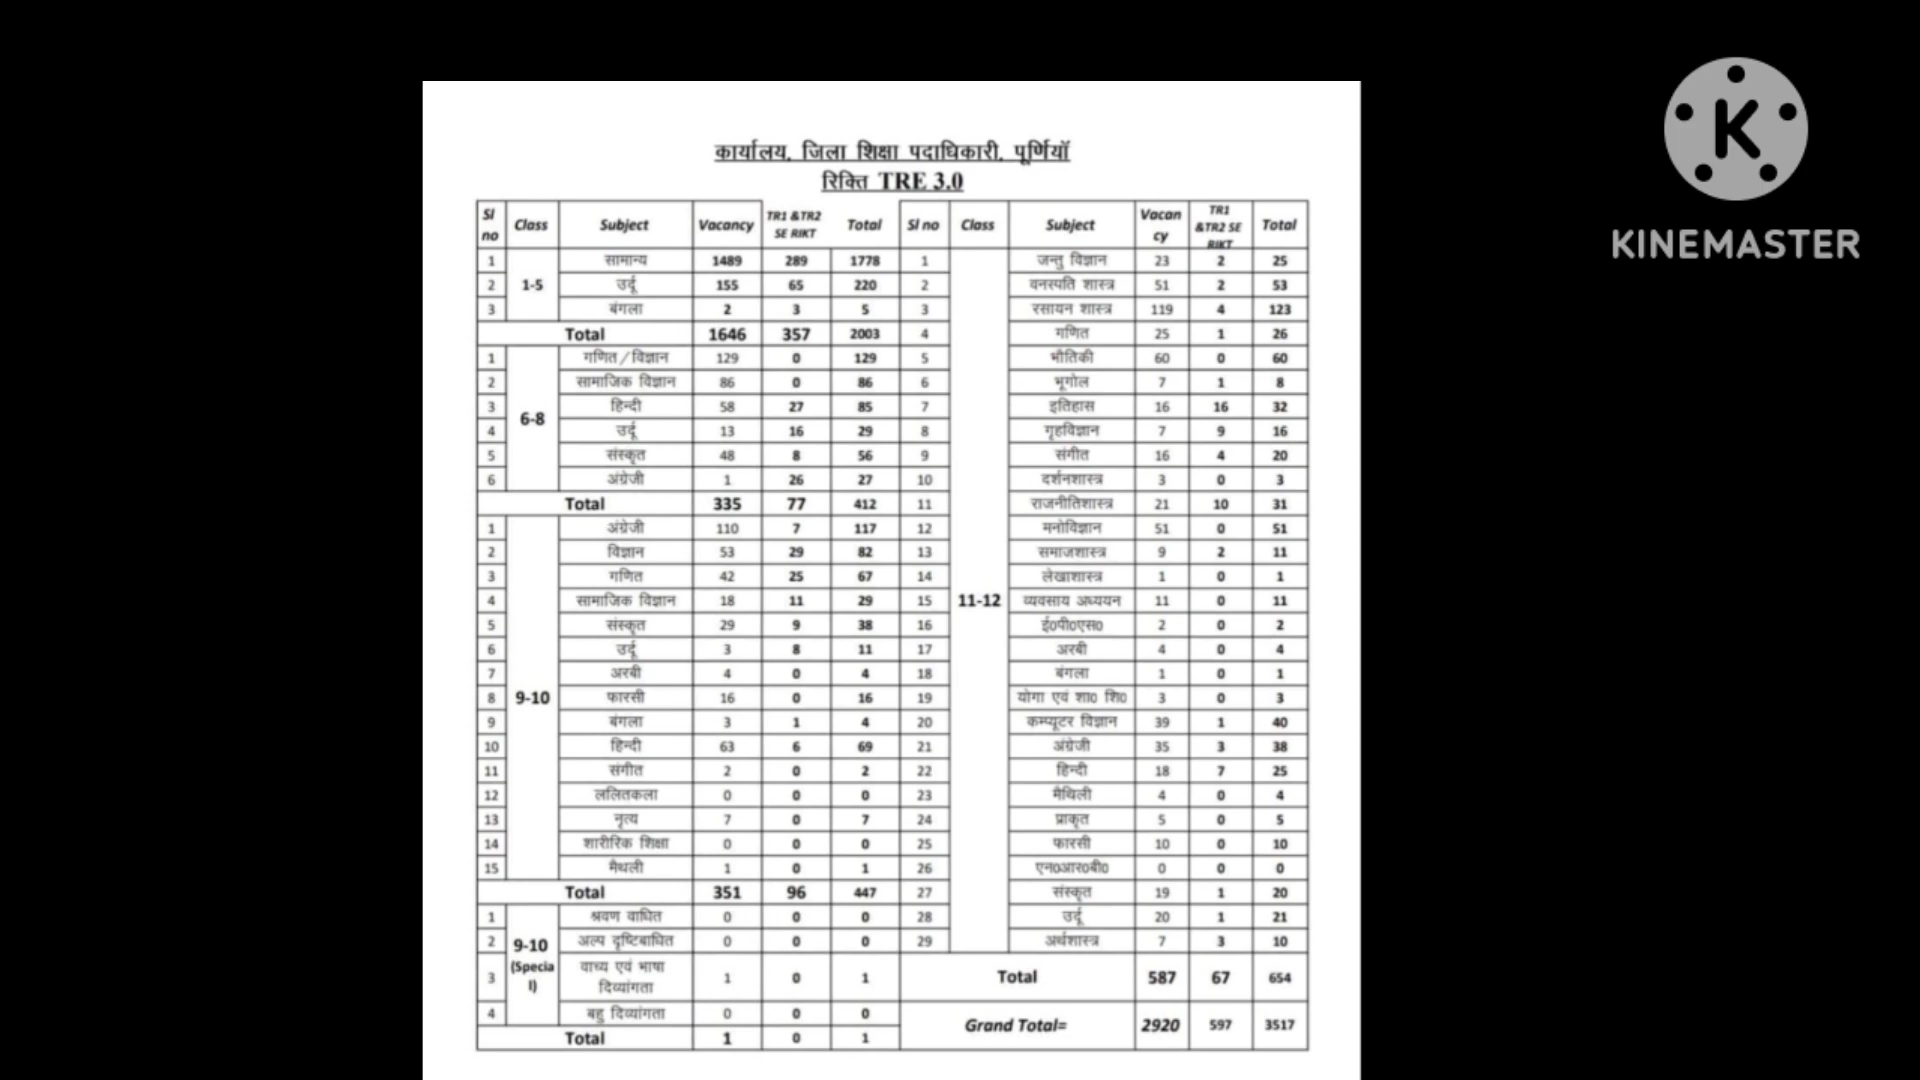 कार्यालय, जिला शिक्षा पदाधिकारी, पूर्णियाँ
रिक्ति TRE 3.0
KINEMASTER
Sl no Class Subject Vacancy TR1 &TR2 SE RIKT Total Sl no Class Subject Vacancy TR1 &TR2 SE RIKT Total
1 1-5 सामान्य 1489 289 1778 1 11-12 जन्तु विज्ञान 23 2 25
2 उर्दू 155 65 220 2 वनस्पति शास्त्र 51 2 53
3 बंगला 2 3 5 3 रसायन शास्त्र 119 4 123
Total 1646 357 2003 4 गणित 25 1 26
1 6-8 गणित/विज्ञान 129 0 129 5 भौतिकी 60 0 60
2 सामाजिक विज्ञान 86 0 86 6 भूगोल 7 1 8
3 हिन्दी 58 27 85 7 इतिहास 16 16 32
4 उर्दू 13 16 29 8 गृहविज्ञान 7 9 16
5 संस्कृत 48 8 56 9 संगीत 16 4 20
6 अंग्रेजी 1 26 27 10 दर्शनशास्त्र 3 0 3
Total 335 77 412 11 राजनीतिशास्त्र 21 10 31
1 9-10 अंग्रेजी 110 7 117 12 मनोविज्ञान 51 0 51
2 विज्ञान 53 29 82 13 समाजशास्त्र 9 2 11
3 गणित 42 25 67 14 लेखाशास्त्र 1 0 1
4 सामाजिक विज्ञान 18 11 29 15 व्यवसाय अध्ययन 11 0 11
5 संस्कृत 29 9 38 16 ई0पी0एस0 2 0 2
6 उर्दू 3 8 11 17 अरबी 4 0 4
7 अरबी 4 0 4 18 बंगला 1 0 1
8 फारसी 16 0 16 19 योगा एवं शा0 शि0 3 0 3
9 बंगला 3 1 4 20 कम्प्यूटर विज्ञान 39 1 40
10 हिन्दी 63 6 69 21 अंग्रेजी 35 3 38
11 संगीत 2 0 2 22 हिन्दी 18 7 25
12 ललितकला 0 0 0 23 मैथिली 4 0 4
13 नृत्य 7 0 7 24 प्राकृत 5 0 5
14 शारीरिक शिक्षा 0 0 0 25 फारसी 10 0 10
15 मैथली 1 0 1 26 एन0आर0बी0 0 0 0
Total 351 96 447 27 संस्कृत 19 1 20
1 9-10 (Special) श्रवण वाधित 0 0 0 28 उर्दू 20 1 21
2 अल्प दृष्टिबाधित 0 0 0 29 अर्थशास्त्र 7 3 10
3 वाच्य एवं भाषा दिव्यांगता 1 0 1 Total 587 67 654
4 बहु दिव्यांगता 0 0 0 Grand Total= 2920 597 3517
Total 1 0 1